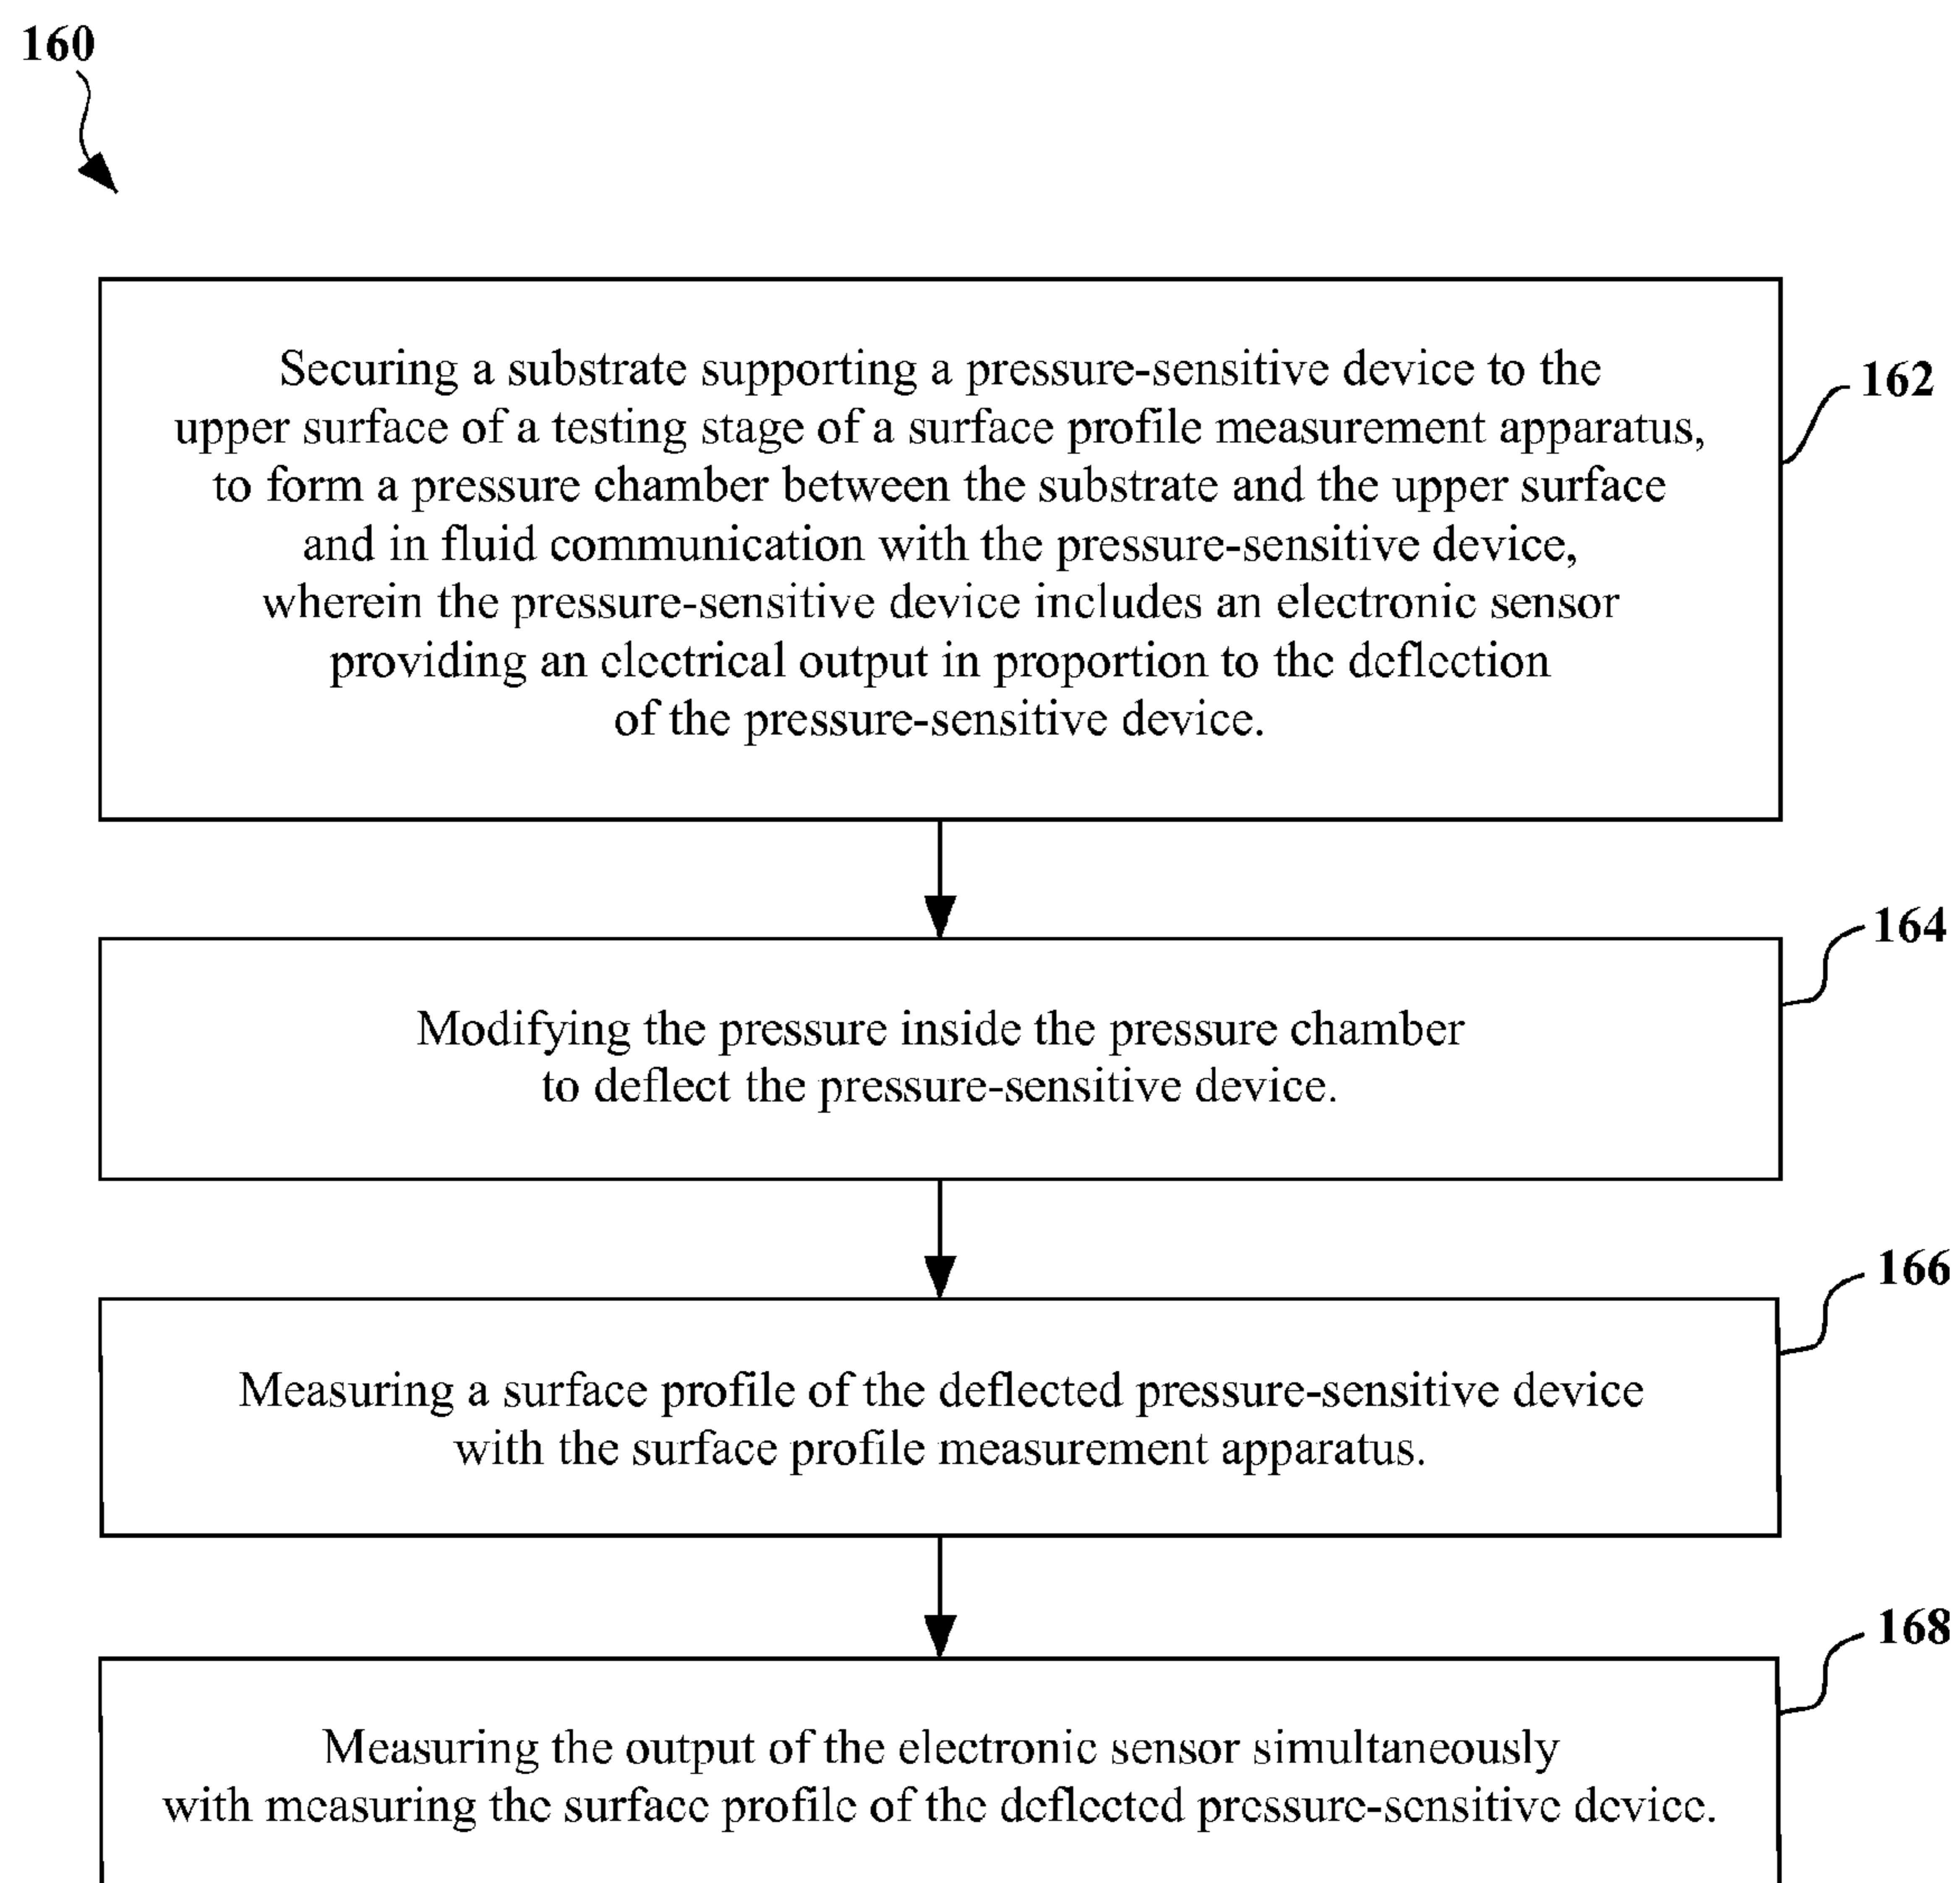 160
Securing a substrate supporting a pressure-sensitive device to the
upper surface of a testing stage of a surface profile measurement apparatus,
to form a pressure chamber between the substrate and the upper surface
and in fluid communication with the pressure-sensitive device,
wherein the pressure-sensitive device includes an electronic sensor
providing an electrical output in proportion to the deflection
of the pressure-sensitive device.
162
Modifying the pressure inside the pressure chamber
to deflect the pressure-sensitive device.
164
Measuring a surface profile of the deflected pressure-sensitive device
with the surface profile measurement apparatus.
166
Measuring the output of the electronic sensor simultaneously
with measuring the surface profile of the deflected pressure-sensitive device.
168